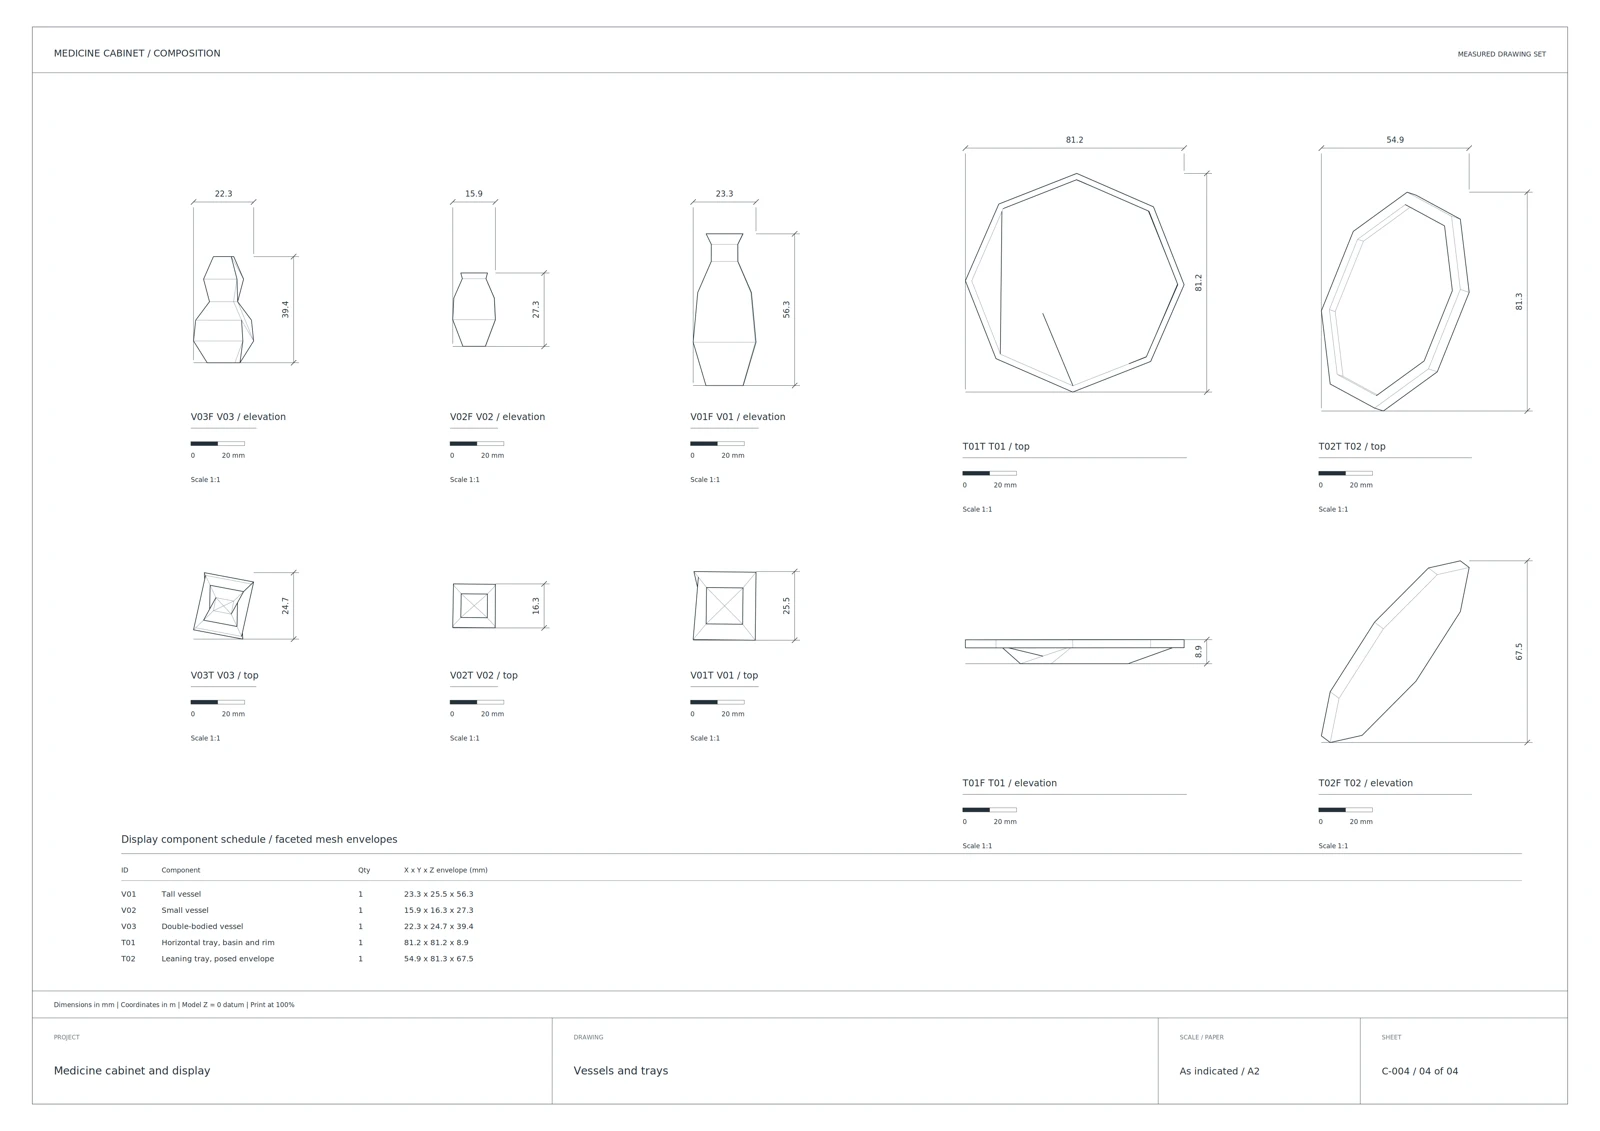 MEDICINE CABINET / COMPOSITION
MEASURED DRAWING SET
22.3
39.4
V03F V03 / elevation
0 20 mm
Scale 1:1
15.9
27.3
V02F V02 / elevation
0 20 mm
Scale 1:1
23.3
56.3
V01F V01 / elevation
0 20 mm
Scale 1:1
81.2
81.2
T01T T01 / top
0 20 mm
Scale 1:1
54.9
81.3
T02T T02 / top
0 20 mm
Scale 1:1
24.7
V03T V03 / top
0 20 mm
Scale 1:1
16.3
V02T V02 / top
0 20 mm
Scale 1:1
25.5
V01T V01 / top
0 20 mm
Scale 1:1
8.9
T01F T01 / elevation
0 20 mm
Scale 1:1
67.5
T02F T02 / elevation
0 20 mm
Scale 1:1
Display component schedule / faceted mesh envelopes
ID Component Qty X x Y x Z envelope (mm)
V01 Tall vessel 1 23.3 x 25.5 x 56.3
V02 Small vessel 1 15.9 x 16.3 x 27.3
V03 Double-bodied vessel 1 22.3 x 24.7 x 39.4
T01 Horizontal tray, basin and rim 1 81.2 x 81.2 x 8.9
T02 Leaning tray, posed envelope 1 54.9 x 81.3 x 67.5
Dimensions in mm | Coordinates in m | Model Z = 0 datum | Print at 100%
PROJECT
Medicine cabinet and display
DRAWING
Vessels and trays
SCALE / PAPER
As indicated / A2
SHEET
C-004 / 04 of 04